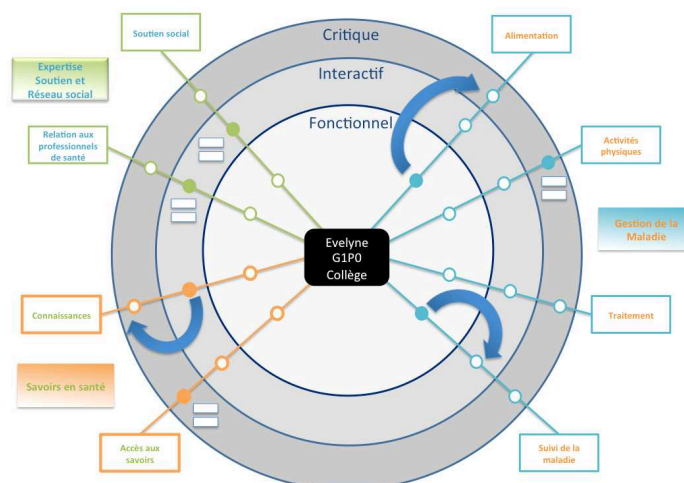 Soutien social
Critique
Alimentation
Expertise
Soutien et
Réseau social
Interactif
Fonctionnel
Relation aux
professionnels
de santé
Activités
physiques
Evelyne
G1P0
Collège
Gestion de la
Maladie
Connaissances
Traitement
Savoirs en santé
Accès aux
savoirs
Suivi de la
maladie